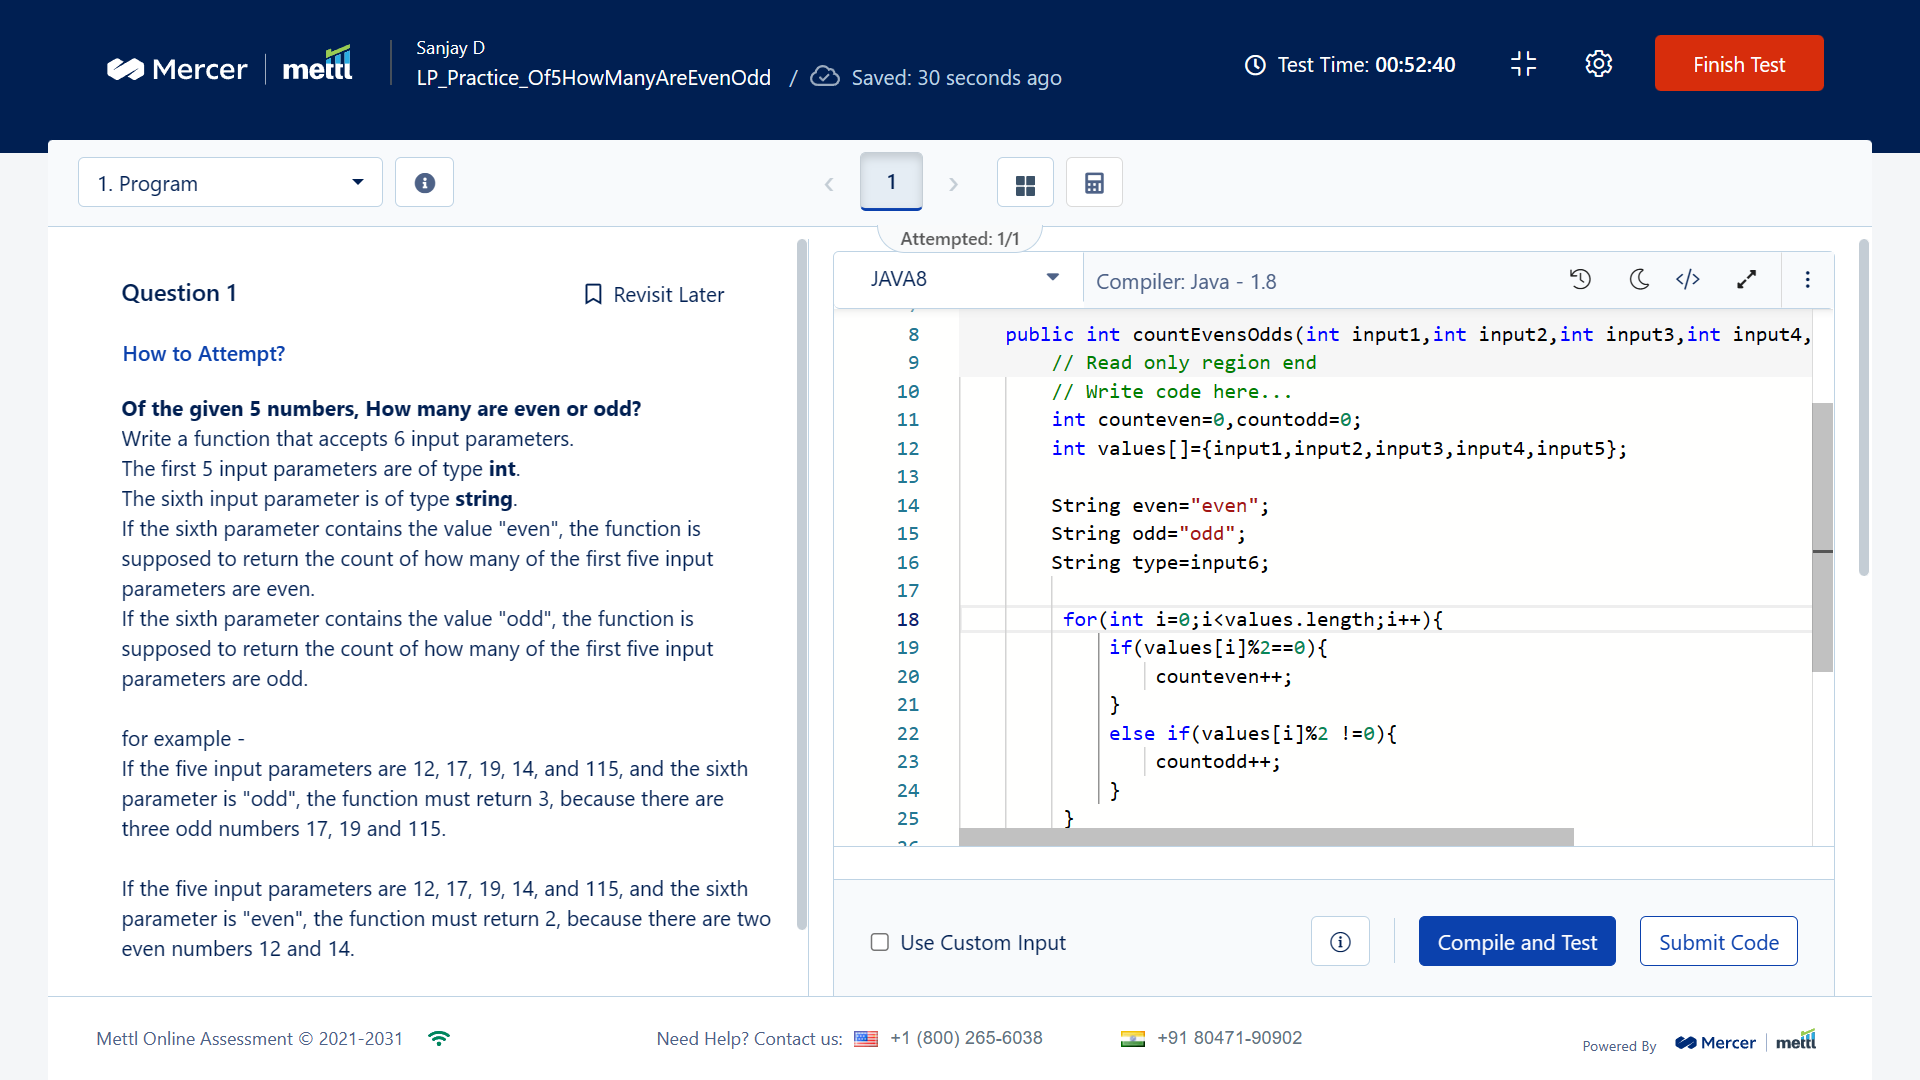 Mercer | mettl
Sanjay D
LP_Practice_Of5HowManyAreEvenOdd / Saved: 30 seconds ago
Test Time: 00:52:40
Finish Test
1. Program
1
Attempted: 1/1
Question 1
Revisit Later
How to Attempt?
Of the given 5 numbers, How many are even or odd?
Write a function that accepts 6 input parameters.
The first 5 input parameters are of type int.
The sixth input parameter is of type string.
If the sixth parameter contains the value "even", the function is
supposed to return the count of how many of the first five input
parameters are even.
If the sixth parameter contains the value "odd", the function is
supposed to return the count of how many of the first five input
parameters are odd.
for example -
If the five input parameters are 12, 17, 19, 14, and 115, and the sixth
parameter is "odd", the function must return 3, because there are
three odd numbers 17, 19 and 115.
If the five input parameters are 12, 17, 19, 14, and 115, and the sixth
parameter is "even", the function must return 2, because there are two
even numbers 12 and 14.
JAVA8
Compiler: Java - 1.8
8 public int countEvensOdds(int input1,int input2,int input3,int input4,
9 // Read only region end
10 // Write code here...
11 int counteven=0,countodd=0;
12 int values[]={input1,input2,input3,input4,input5};
13
14 String even="even";
15 String odd="odd";
16 String type=input6;
17
18 for(int i=0;i<values.length;i++){
19 if(values[i]%2==0){
20 counteven++;
21 }
22 else if(values[i]%2 !=0){
23 countodd++;
24 }
25 }
Use Custom Input
Compile and Test
Submit Code
Mettl Online Assessment © 2021-2031
Need Help? Contact us: +1 (800) 265-6038
+91 80471-90902
Powered By Mercer | mettl